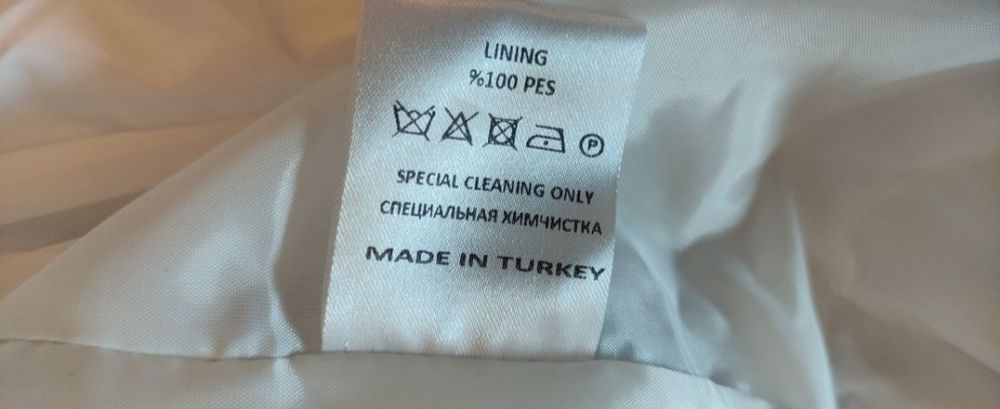 LINING
%100 PES
P
SPECIAL CLEANING ONLY
СПЕЦИАЛЬНАЯ ХИМЧИСТКА
MADE IN TURKEY